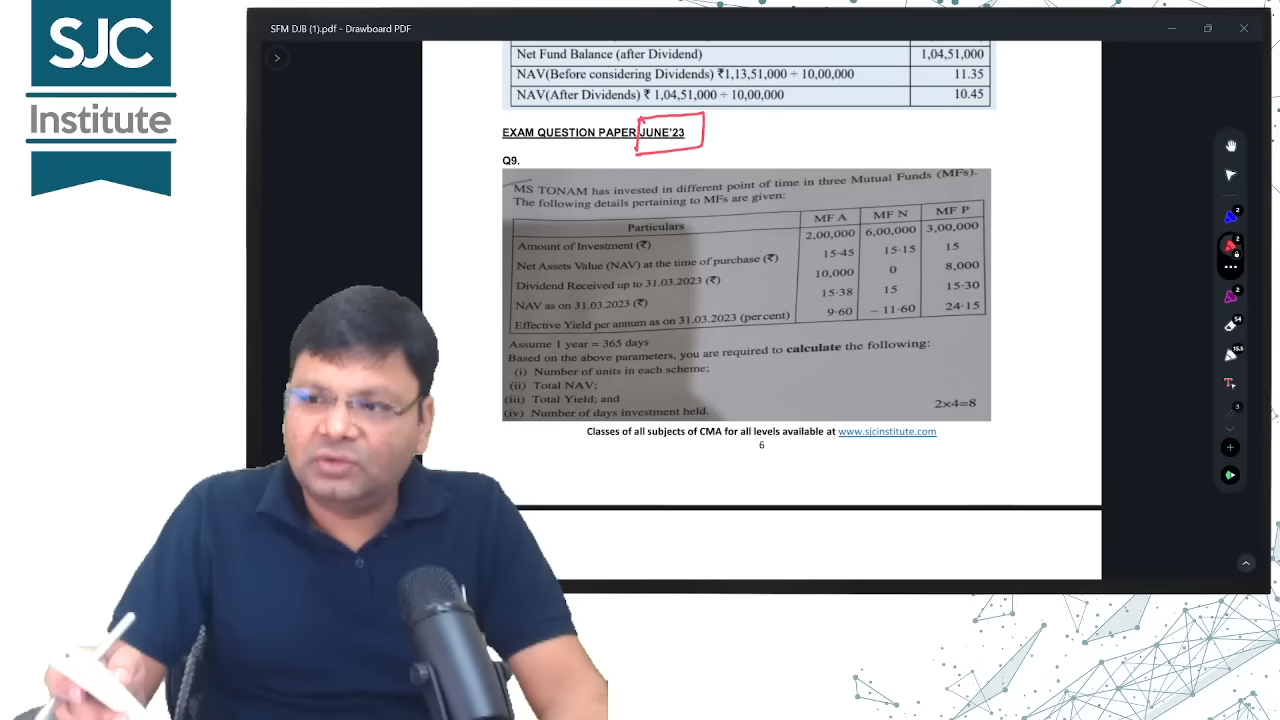 SJC
Institute
SFM DJB (1).pdf - Drawboard PDF
Net Fund Balance (after Dividend) 1,04,51,000
NAV(Before considering Dividends) ₹1,13,51,000 ÷ 10,00,000 11.35
NAV(After Dividends) ₹ 1,04,51,000 ÷ 10,00,000 10.45
EXAM QUESTION PAPER JUNE'23
Q9.
MS TONAM has invested in different point of time in three Mutual Funds (MFs).
The following details pertaining to MFs are given:
Particulars MF A MF N MF P
Amount of Investment (₹) 2,00,000 6,00,000 3,00,000
Net Assets Value (NAV) at the time of purchase (₹) 15·45 15·15 15
Dividend Received up to 31.03.2023 (₹) 10,000 0 8,000
NAV as on 31.03.2023 (₹) 15·38 15 15·30
Effective Yield per annum as on 31.03.2023 (percent) 9·60 – 11·60 24·15
Assume 1 year = 365 days
Based on the above parameters, you are required to calculate the following:
(i) Number of units in each scheme;
(ii) Total NAV;
(iii) Total Yield; and
(iv) Number of days investment held. 2×4=8
Classes of all subjects of CMA for all levels available at www.sjcinstitute.com
6